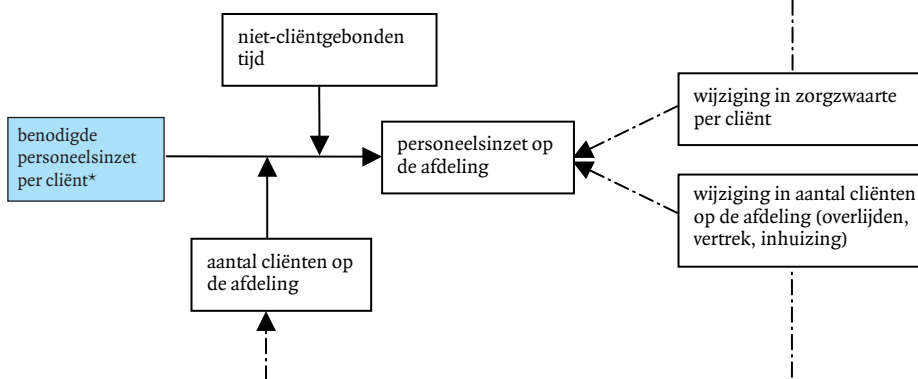 niet-cliëntgebonden
tijd
benodigde
personeelsinzet
per cliënt*
personeelsinzet op
de afdeling
wijziging in zorgzwaarte
per cliënt
wijziging in aantal cliënten
op de afdeling (overlijden,
vertrek, inhuizing)
aantal cliënten op
de afdeling